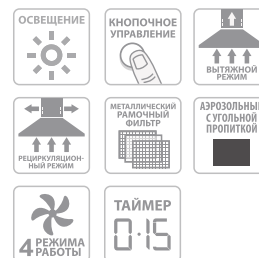 ОСВЕЩЕНИЕ
КНОПОЧНОЕ
УПРАВЛЕНИЕ
ВЫТЯЖНОЙ
РЕЖИМ
РЕЦИРКУЛЯЦИОН-
НЫЙ РЕЖИМ
МЕТАЛЛИЧЕСКИЙ
РАМОЧНЫЙ
ФИЛЬТР
АЭРОЗОЛЬНЫ
С УГОЛЬНОЙ
ПРОПИТКОЙ
4 РЕЖИМА
РАБОТЫ
ТАЙМЕР
0:15